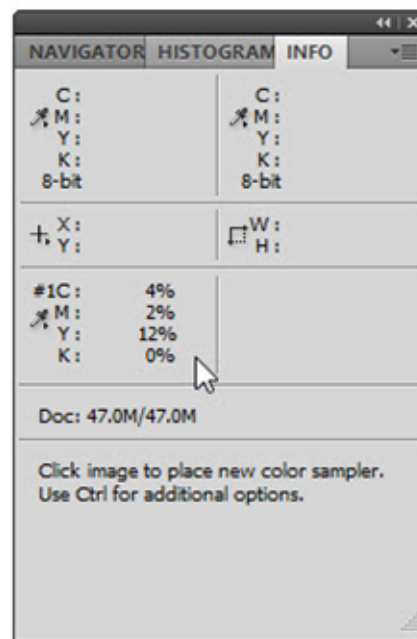 NAVIGATOR HISTOGRAM INFO
C: C:
M: M:
Y: Y:
K: K:
8-bit 8-bit
X: W:
Y: H:
#1C: 4%
M: 2%
Y: 12%
K: 0%
Doc: 47.0M/47.0M
Click image to place new color sampler.
Use Ctrl for additional options.